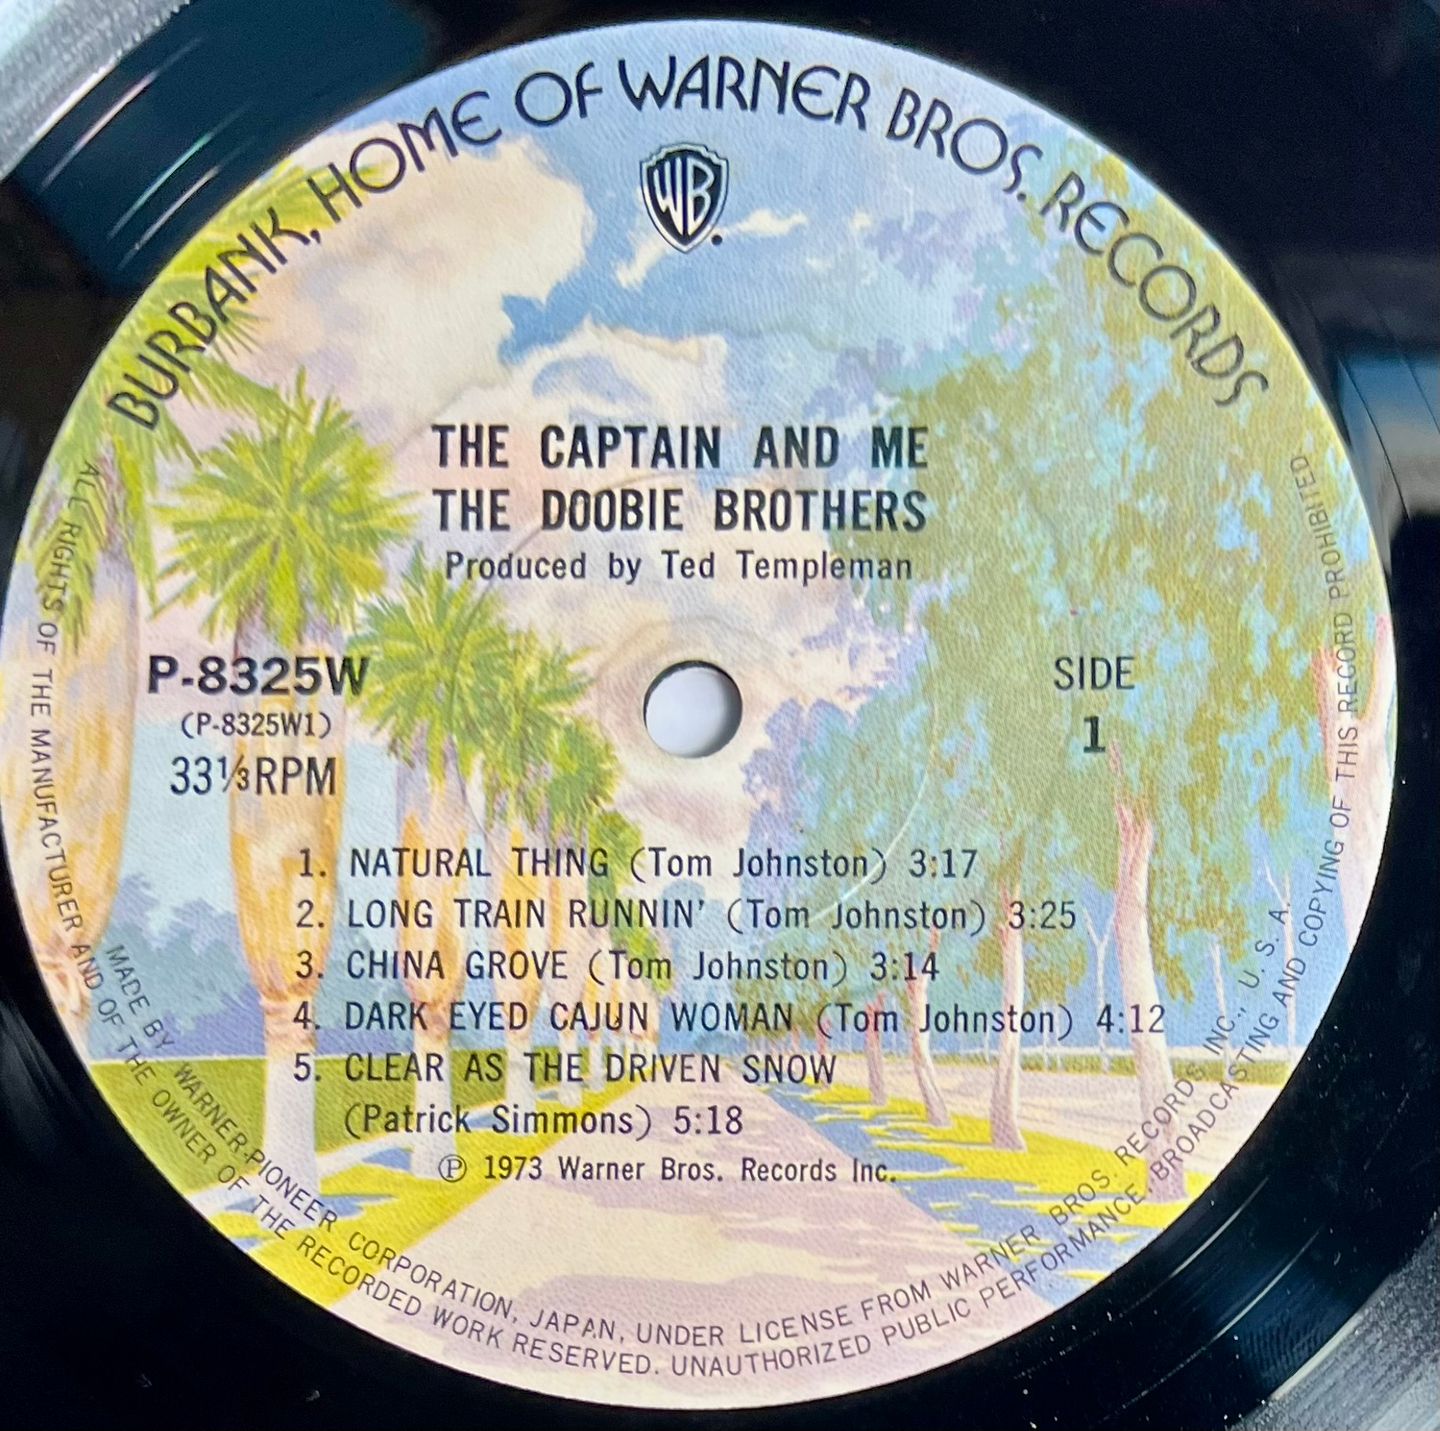 BURBANK, HOME OF WARNER BROS. RECORDS
WB
THE CAPTAIN AND ME
THE DOOBIE BROTHERS
Produced by Ted Templeman
P-8325W
(P-8325W1)
33⅓RPM
SIDE
1
1. NATURAL THING (Tom Johnston) 3:17
2. LONG TRAIN RUNNIN' (Tom Johnston) 3:25
3. CHINA GROVE (Tom Johnston) 3:14
4. DARK EYED CAJUN WOMAN (Tom Johnston) 4:12
5. CLEAR AS THE DRIVEN SNOW
(Patrick Simmons) 5:18
Ⓟ 1973 Warner Bros. Records Inc.
MADE BY WARNER-PIONEER CORPORATION, JAPAN, UNDER LICENSE FROM WARNER BROS. RECORDS INC., U. S. A.
ALL RIGHTS OF THE MANUFACTURER AND OF THE OWNER OF THE RECORDED WORK RESERVED. UNAUTHORIZED PUBLIC PERFORMANCE, BROADCASTING AND COPYING OF THIS RECORD PROHIBITED